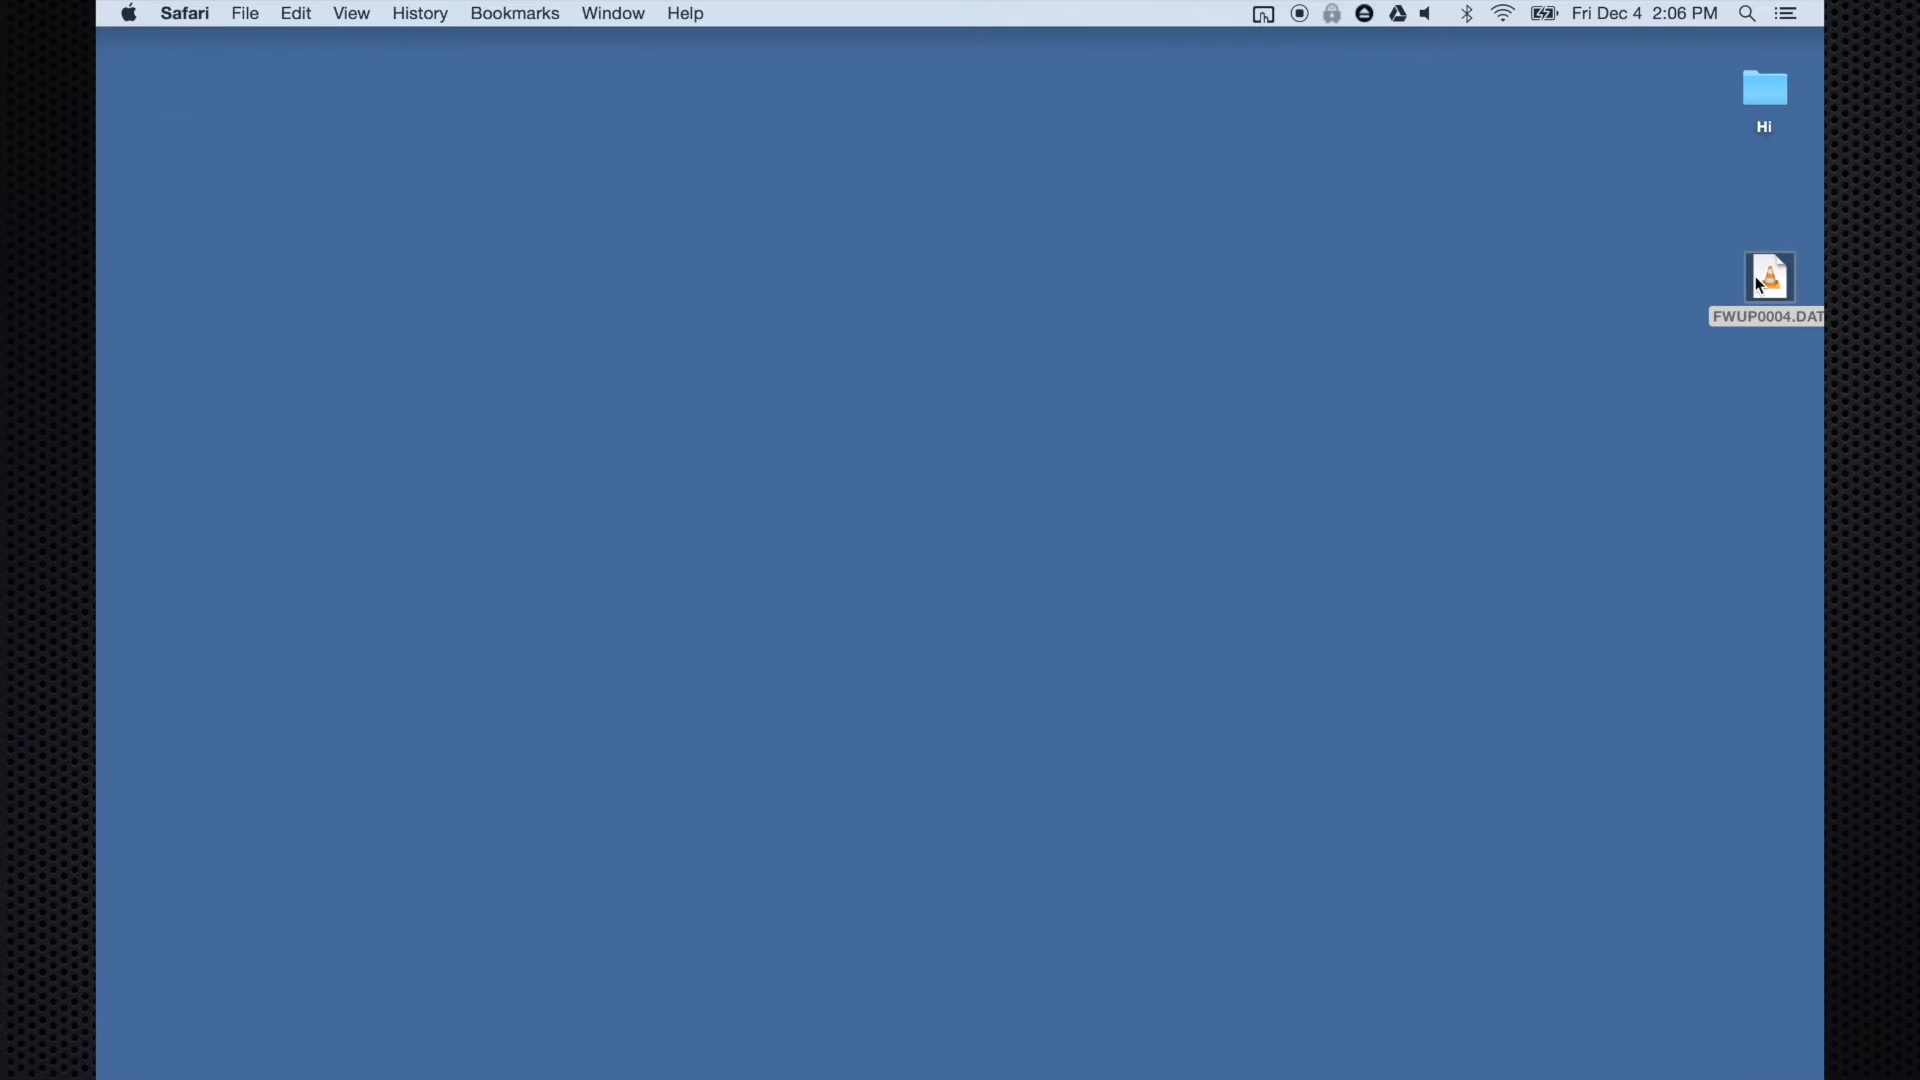 Safari File Edit View History Bookmarks Window Help Fri Dec 4 2:06 PM
Hi
FWUP0004.DAT